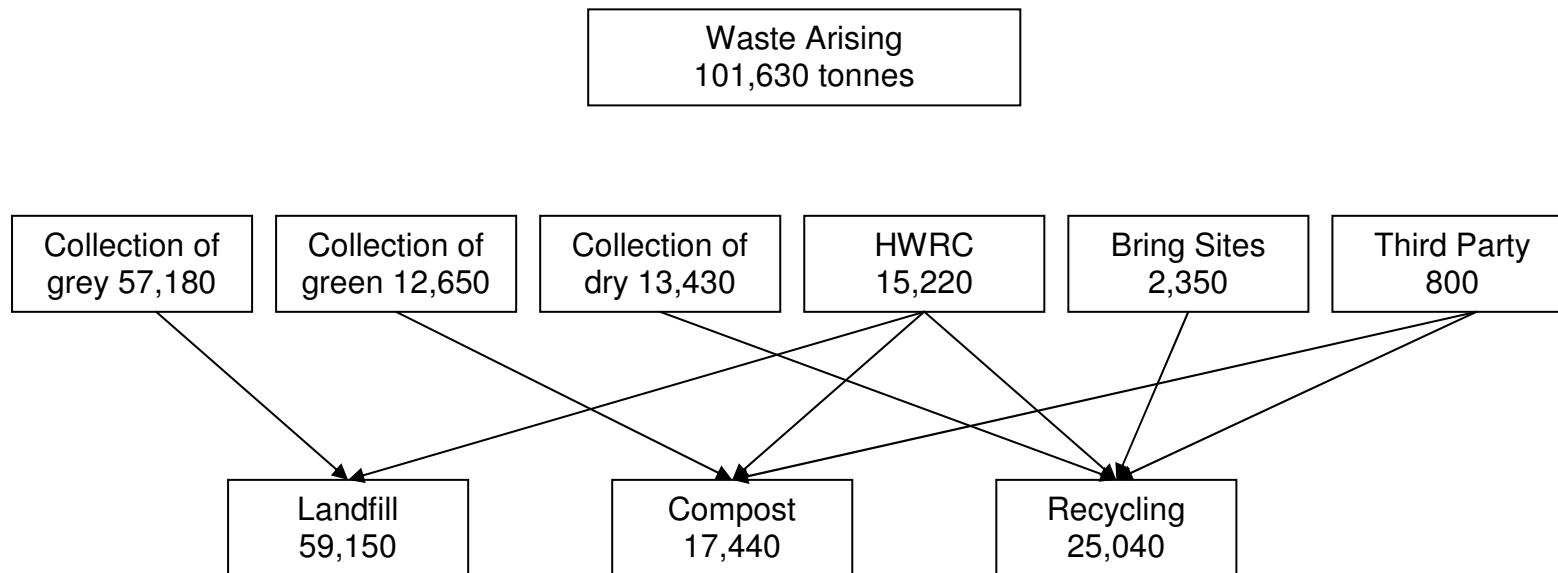 Waste Arising
101,630 tonnes
Collection of
grey 57,180
Collection of
green 12,650
Collection of
dry 13,430
HWRC
15,220
Bring Sites
2,350
Third Party
800
Landfill
59,150
Compost
17,440
Recycling
25,040